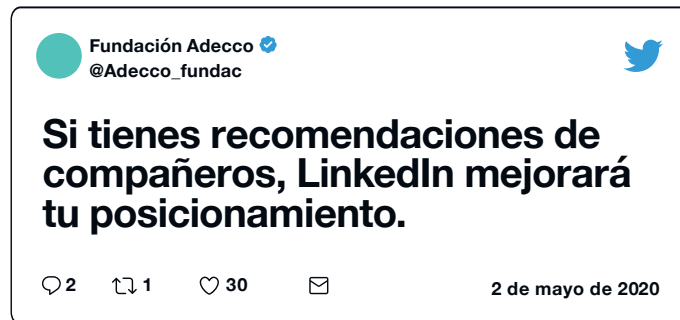 Fundación Adecco
@Adecco_fundac
Si tienes recomendaciones de
compañeros, LinkedIn mejorará
tu posicionamiento.
2 1 30 2 de mayo de 2020